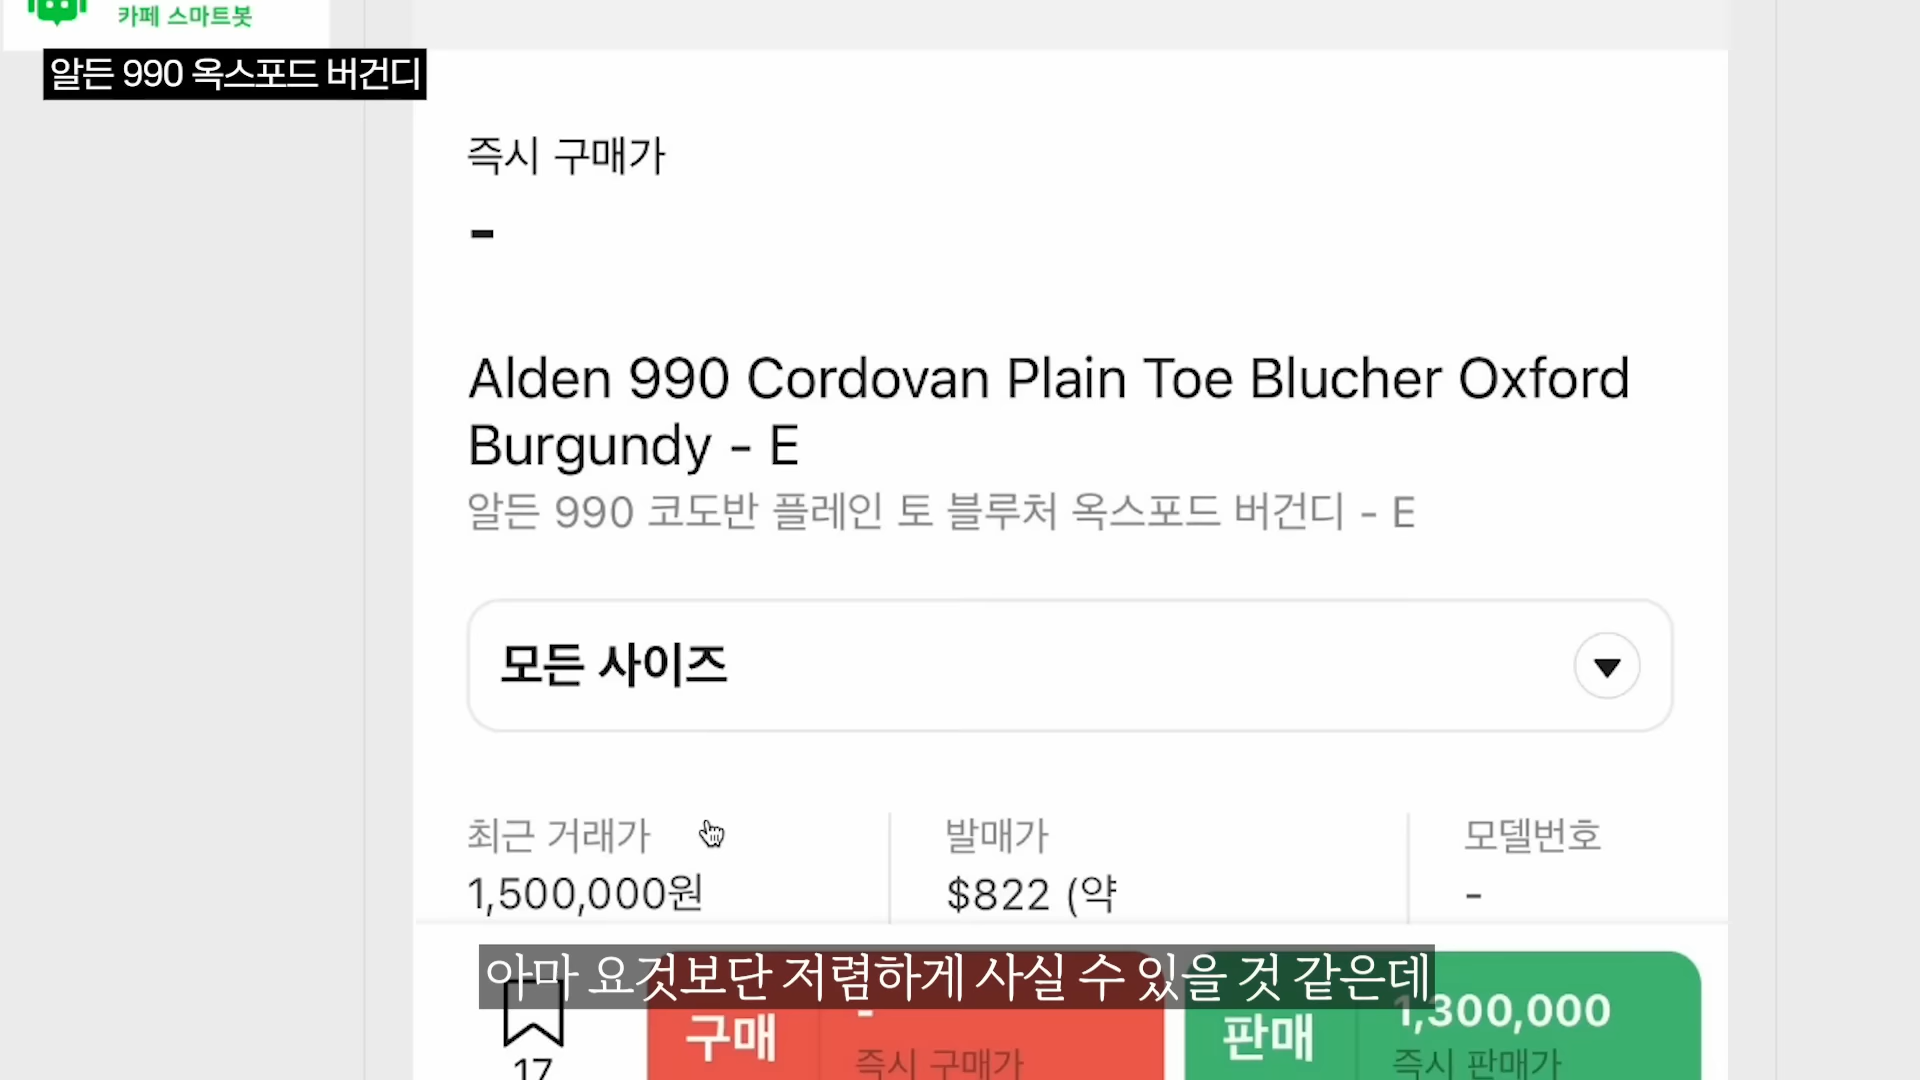 카페 스마트봇
알든 990 옥스포드 버건디
즉시 구매가
-
Alden 990 Cordovan Plain Toe Blucher Oxford
Burgundy - E
알든 990 코도반 플레인 토 블루처 옥스포드 버건디 - E
모든 사이즈
최근 거래가
1,500,000원
발매가
$822 (약
모델번호
-
아마 요것보단 저렴하게 사실 수 있을 것 같은데
17
구매
-
즉시 구매가
판매
1,300,000
즉시 판매가